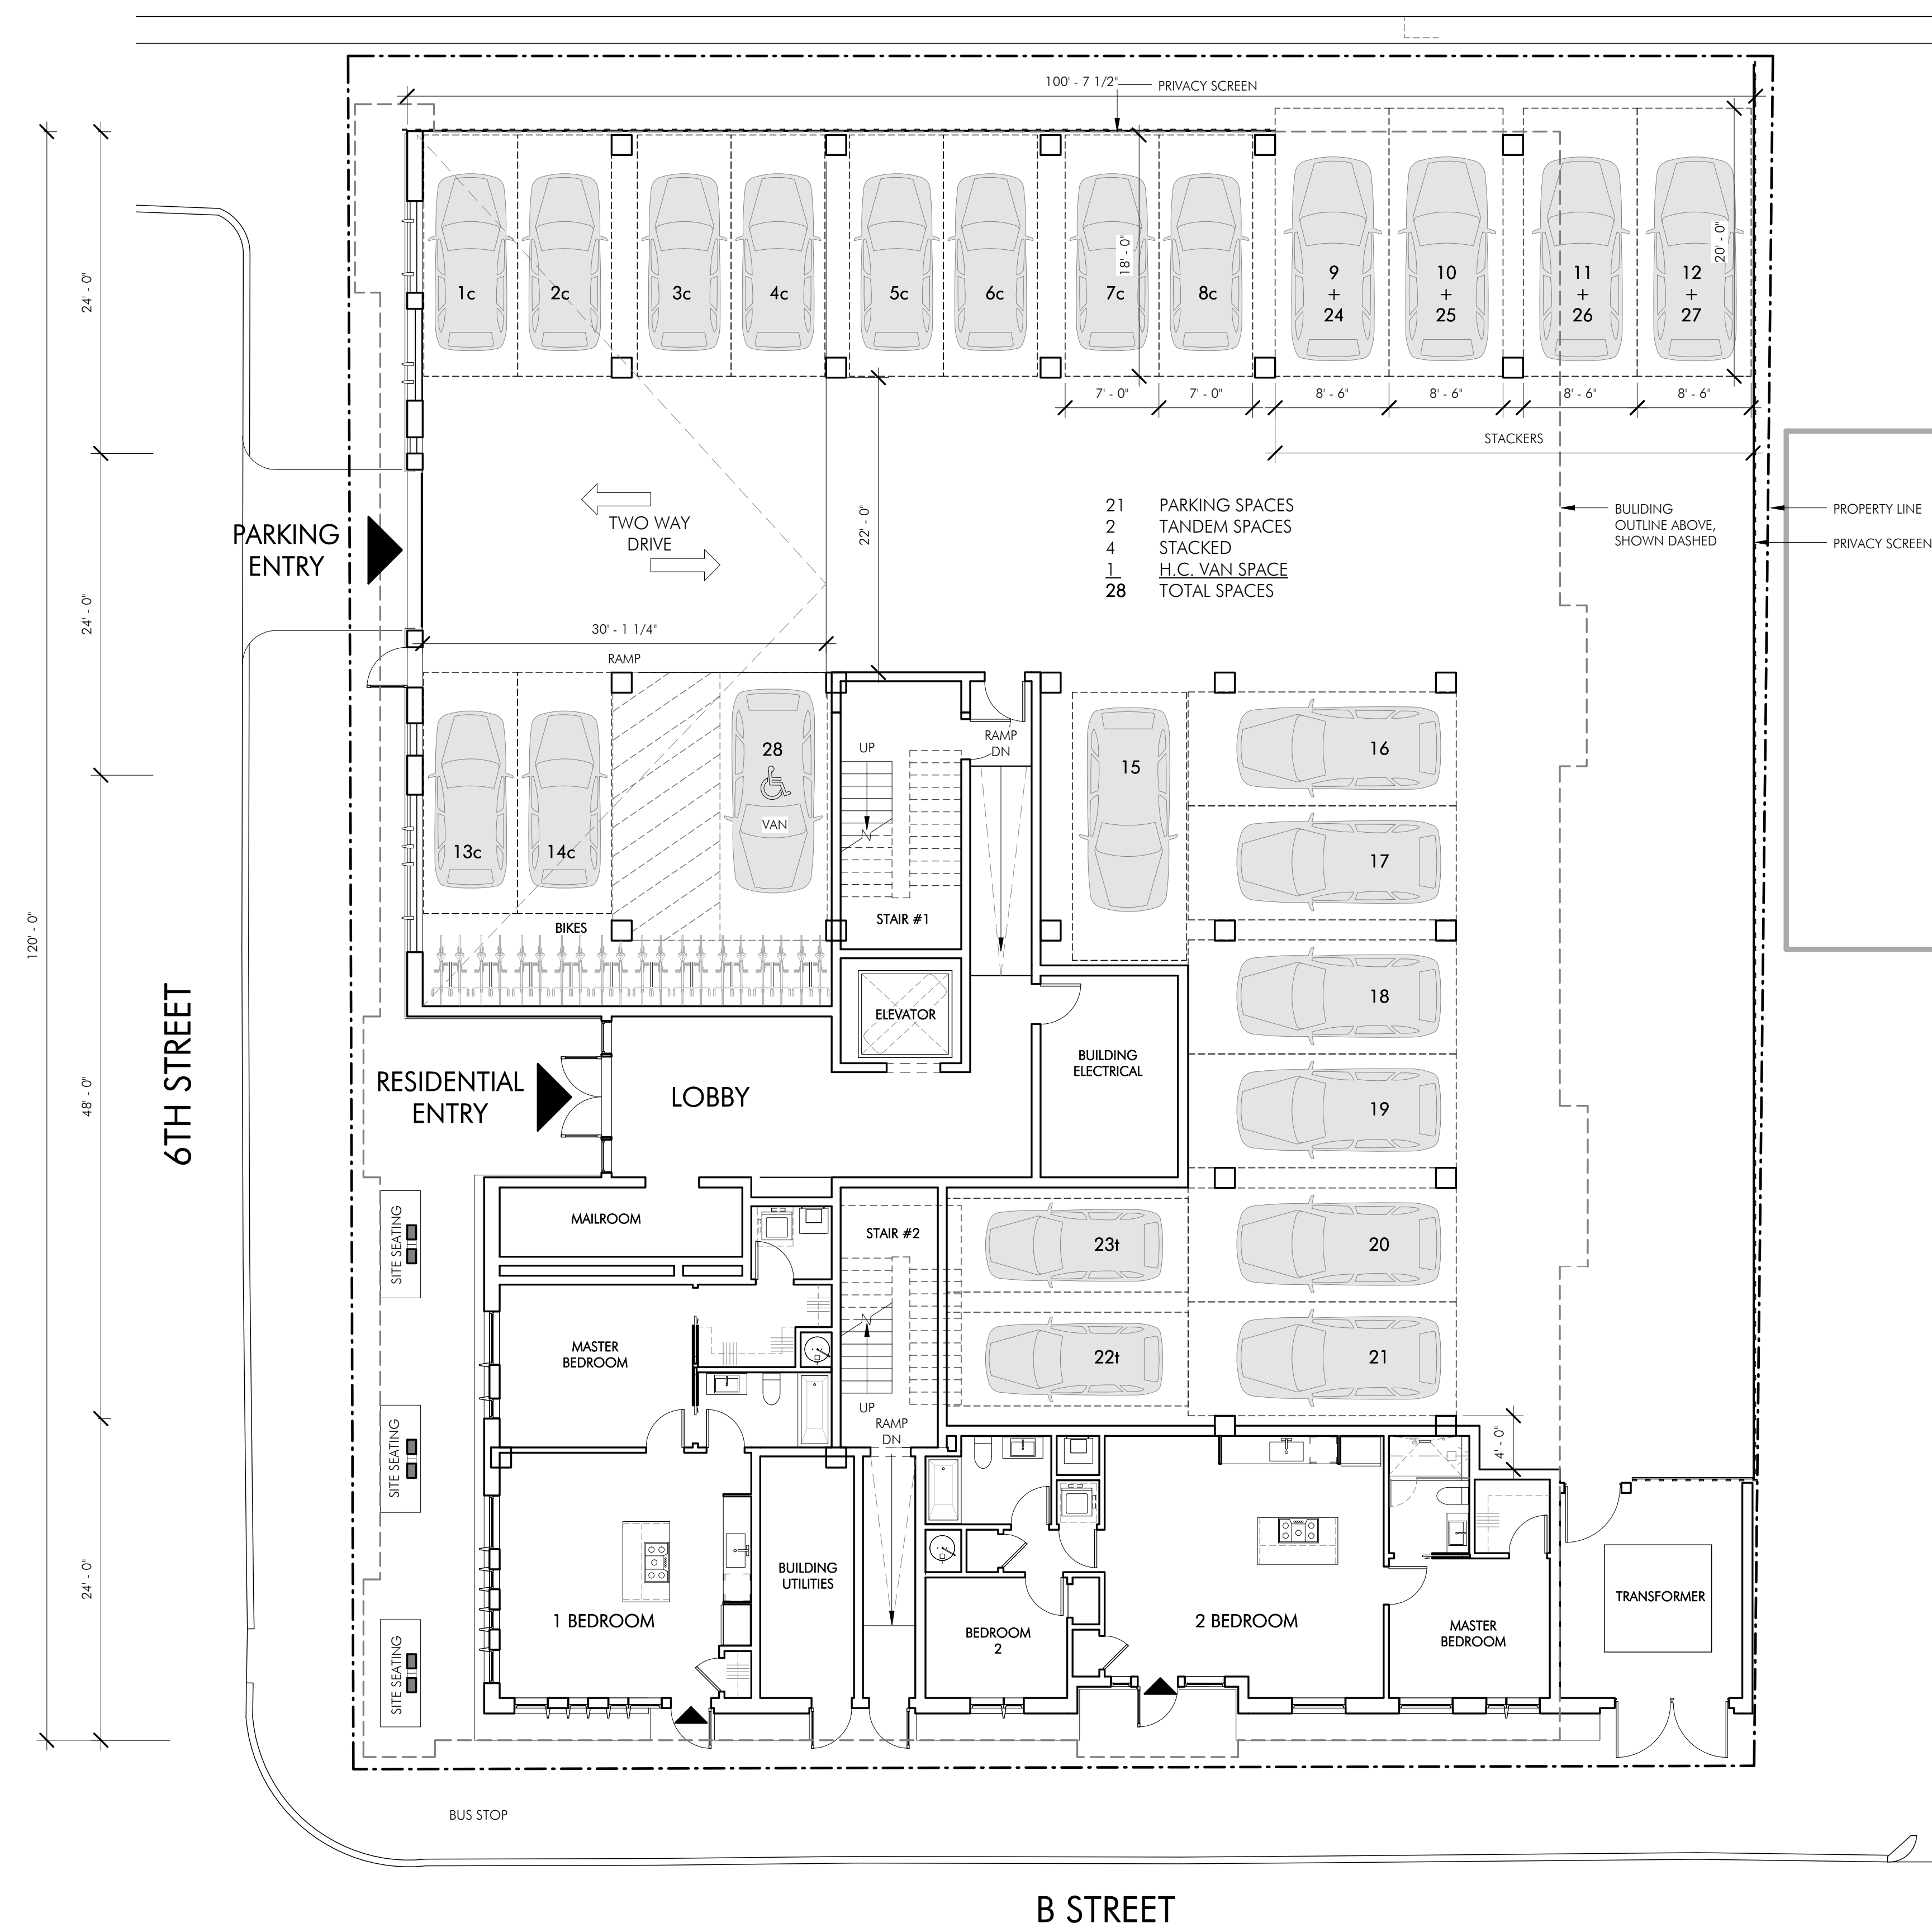 100' - 7 1/2"
PRIVACY SCREEN
24' - 0"
24' - 0"
48' - 0"
24' - 0"
120' - 0"
1c
2c
3c
4c
5c
6c
7c
8c
18' - 0"
9
+
24
10
+
25
11
+
26
12
+
27
20' - 0"
7' - 0"
7' - 0"
8' - 6"
8' - 6"
8' - 6"
8' - 6"
STACKERS
PARKING
ENTRY
TWO WAY
DRIVE
22' - 0"
21 PARKING SPACES
2 TANDEM SPACES
4 STACKED
1 H.C. VAN SPACE
28 TOTAL SPACES
BULIDING
OUTLINE ABOVE,
SHOWN DASHED
PROPERTY LINE
PRIVACY SCREEN
30' - 1 1/4"
RAMP
13c
14c
28
VAN
BIKES
UP
STAIR #1
RAMP
DN
15
16
17
18
19
20
21
22t
23t
ELEVATOR
BUILDING
ELECTRICAL
6TH STREET
RESIDENTIAL
ENTRY
LOBBY
MAILROOM
SITE SEATING
SITE SEATING
SITE SEATING
STAIR #2
UP
RAMP
DN
MASTER
BEDROOM
4' - 0"
1 BEDROOM
BUILDING
UTILITIES
BEDROOM
2
2 BEDROOM
MASTER
BEDROOM
TRANSFORMER
BUS STOP
B STREET